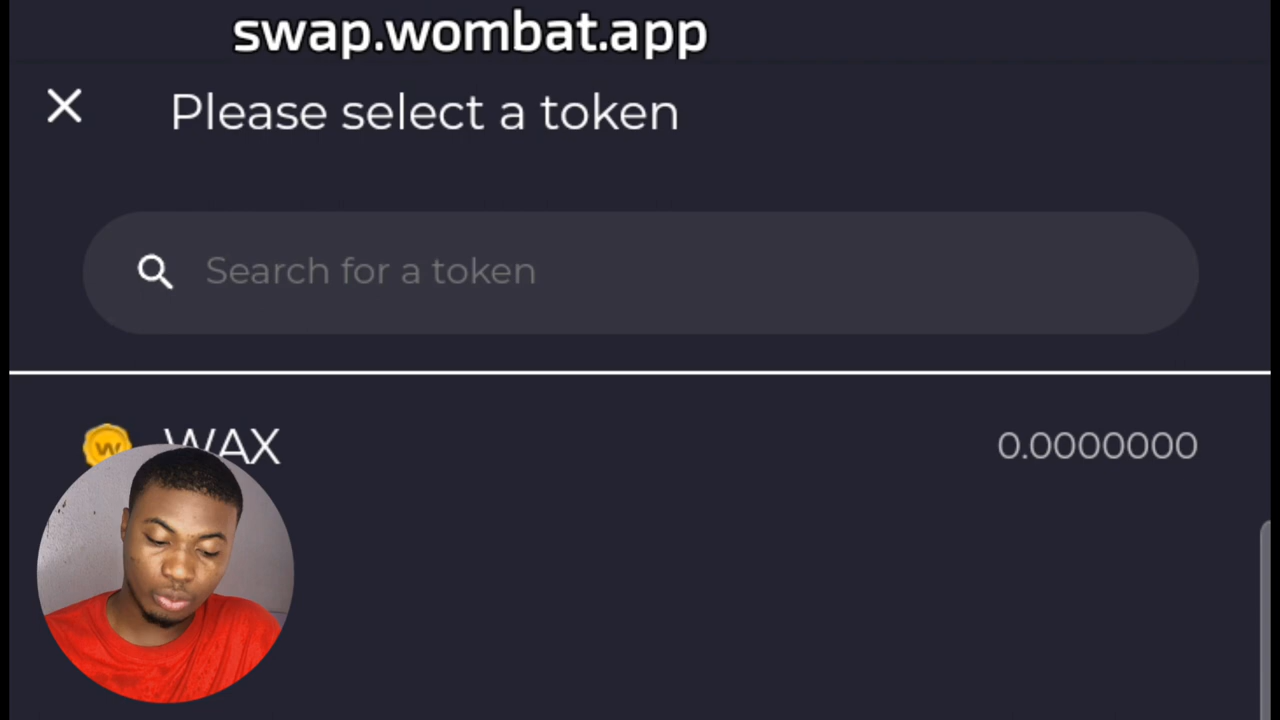 swap.wombat.app
Please select a token
Search for a token
WAX
0.0000000